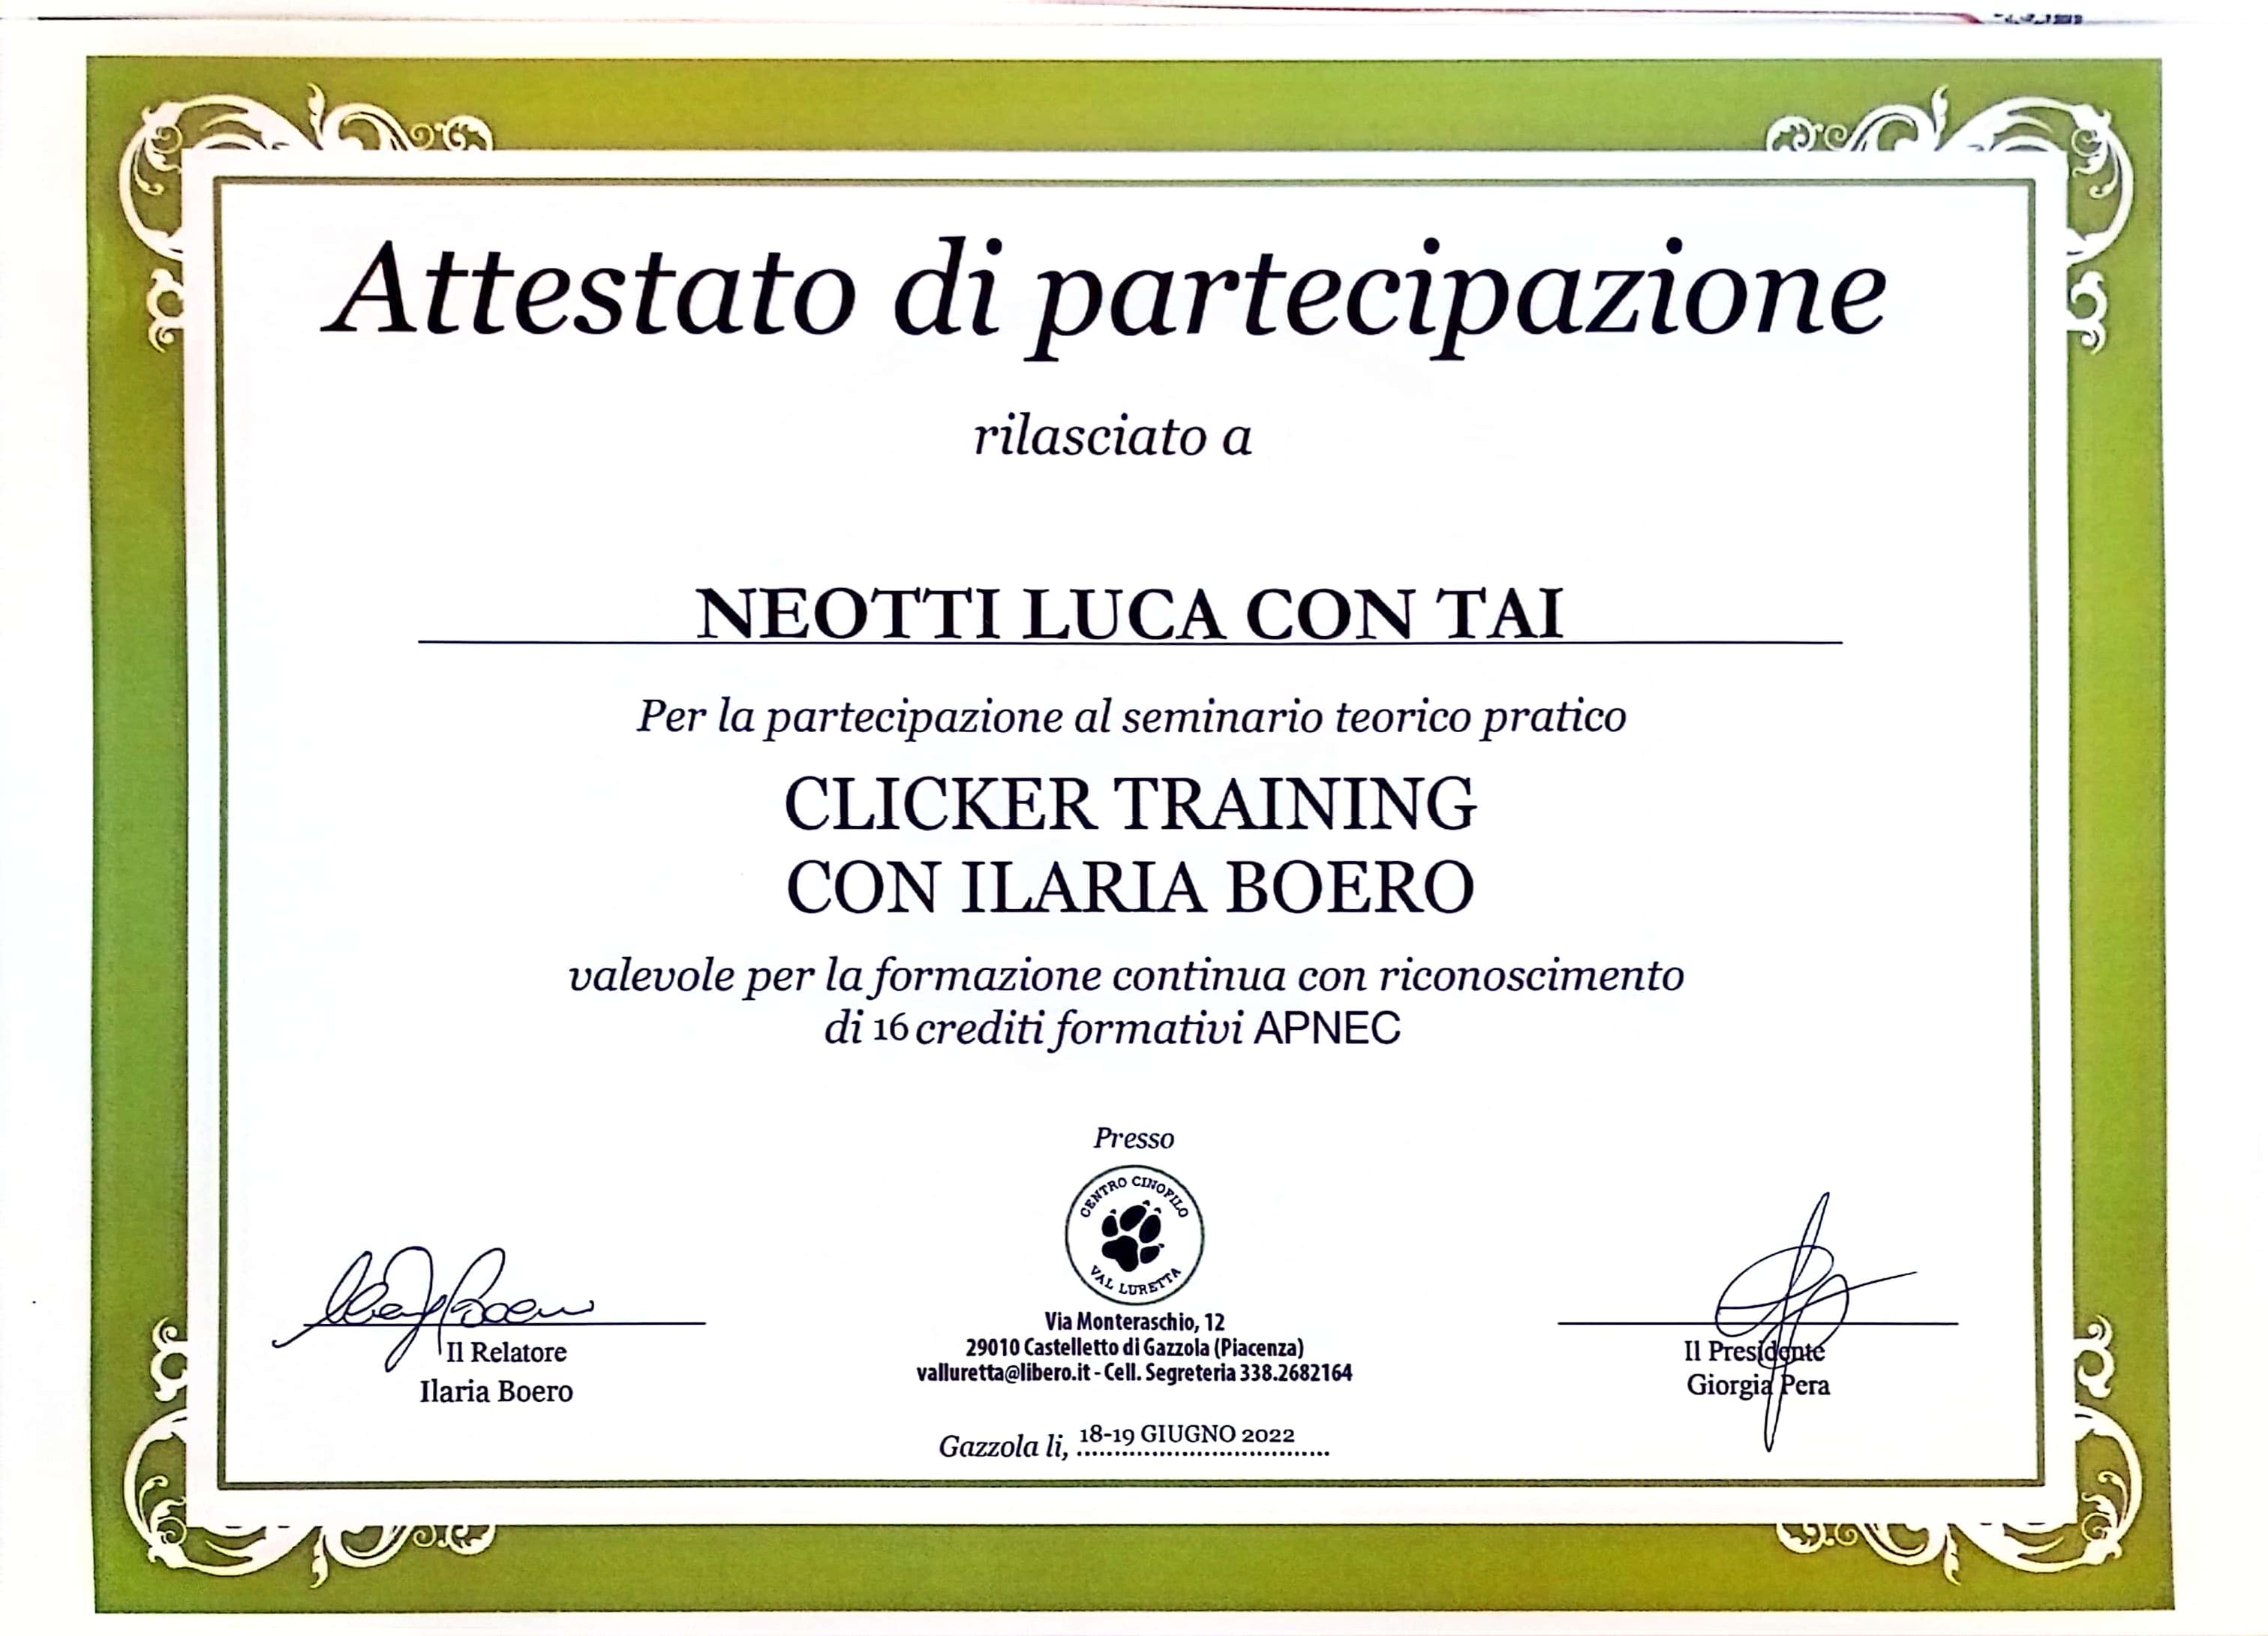 Attestato di partecipazione
rilasciato a
NEOTTI LUCA CON TAI
Per la partecipazione al seminario teorico pratico
CLICKER TRAINING
CON ILARIA BOERO
valevole per la formazione continua con riconoscimento
di 16 crediti formativi APNEC
Presso
CENTRO CINOFILO
VAL LURETTA
Via Monteraschio, 12
29010 Castelletto di Gazzola (Piacenza)
valluretta@libero.it - Cell. Segreteria 338.2682164
Il Relatore
Ilaria Boero
Il Presidente
Giorgia Pera
Gazzola li, 18-19 GIUGNO 2022